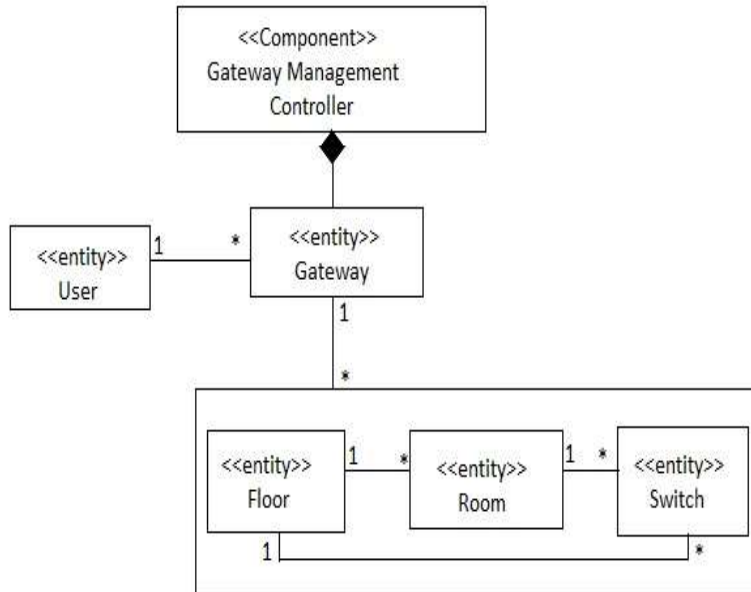 <<Component>>
Gateway Management
Controller
<<entity>>
User
1
*
<<entity>>
Gateway
1
*
<<entity>>
Floor
1
*
<<entity>>
Room
1
*
<<entity>>
Switch
1
*